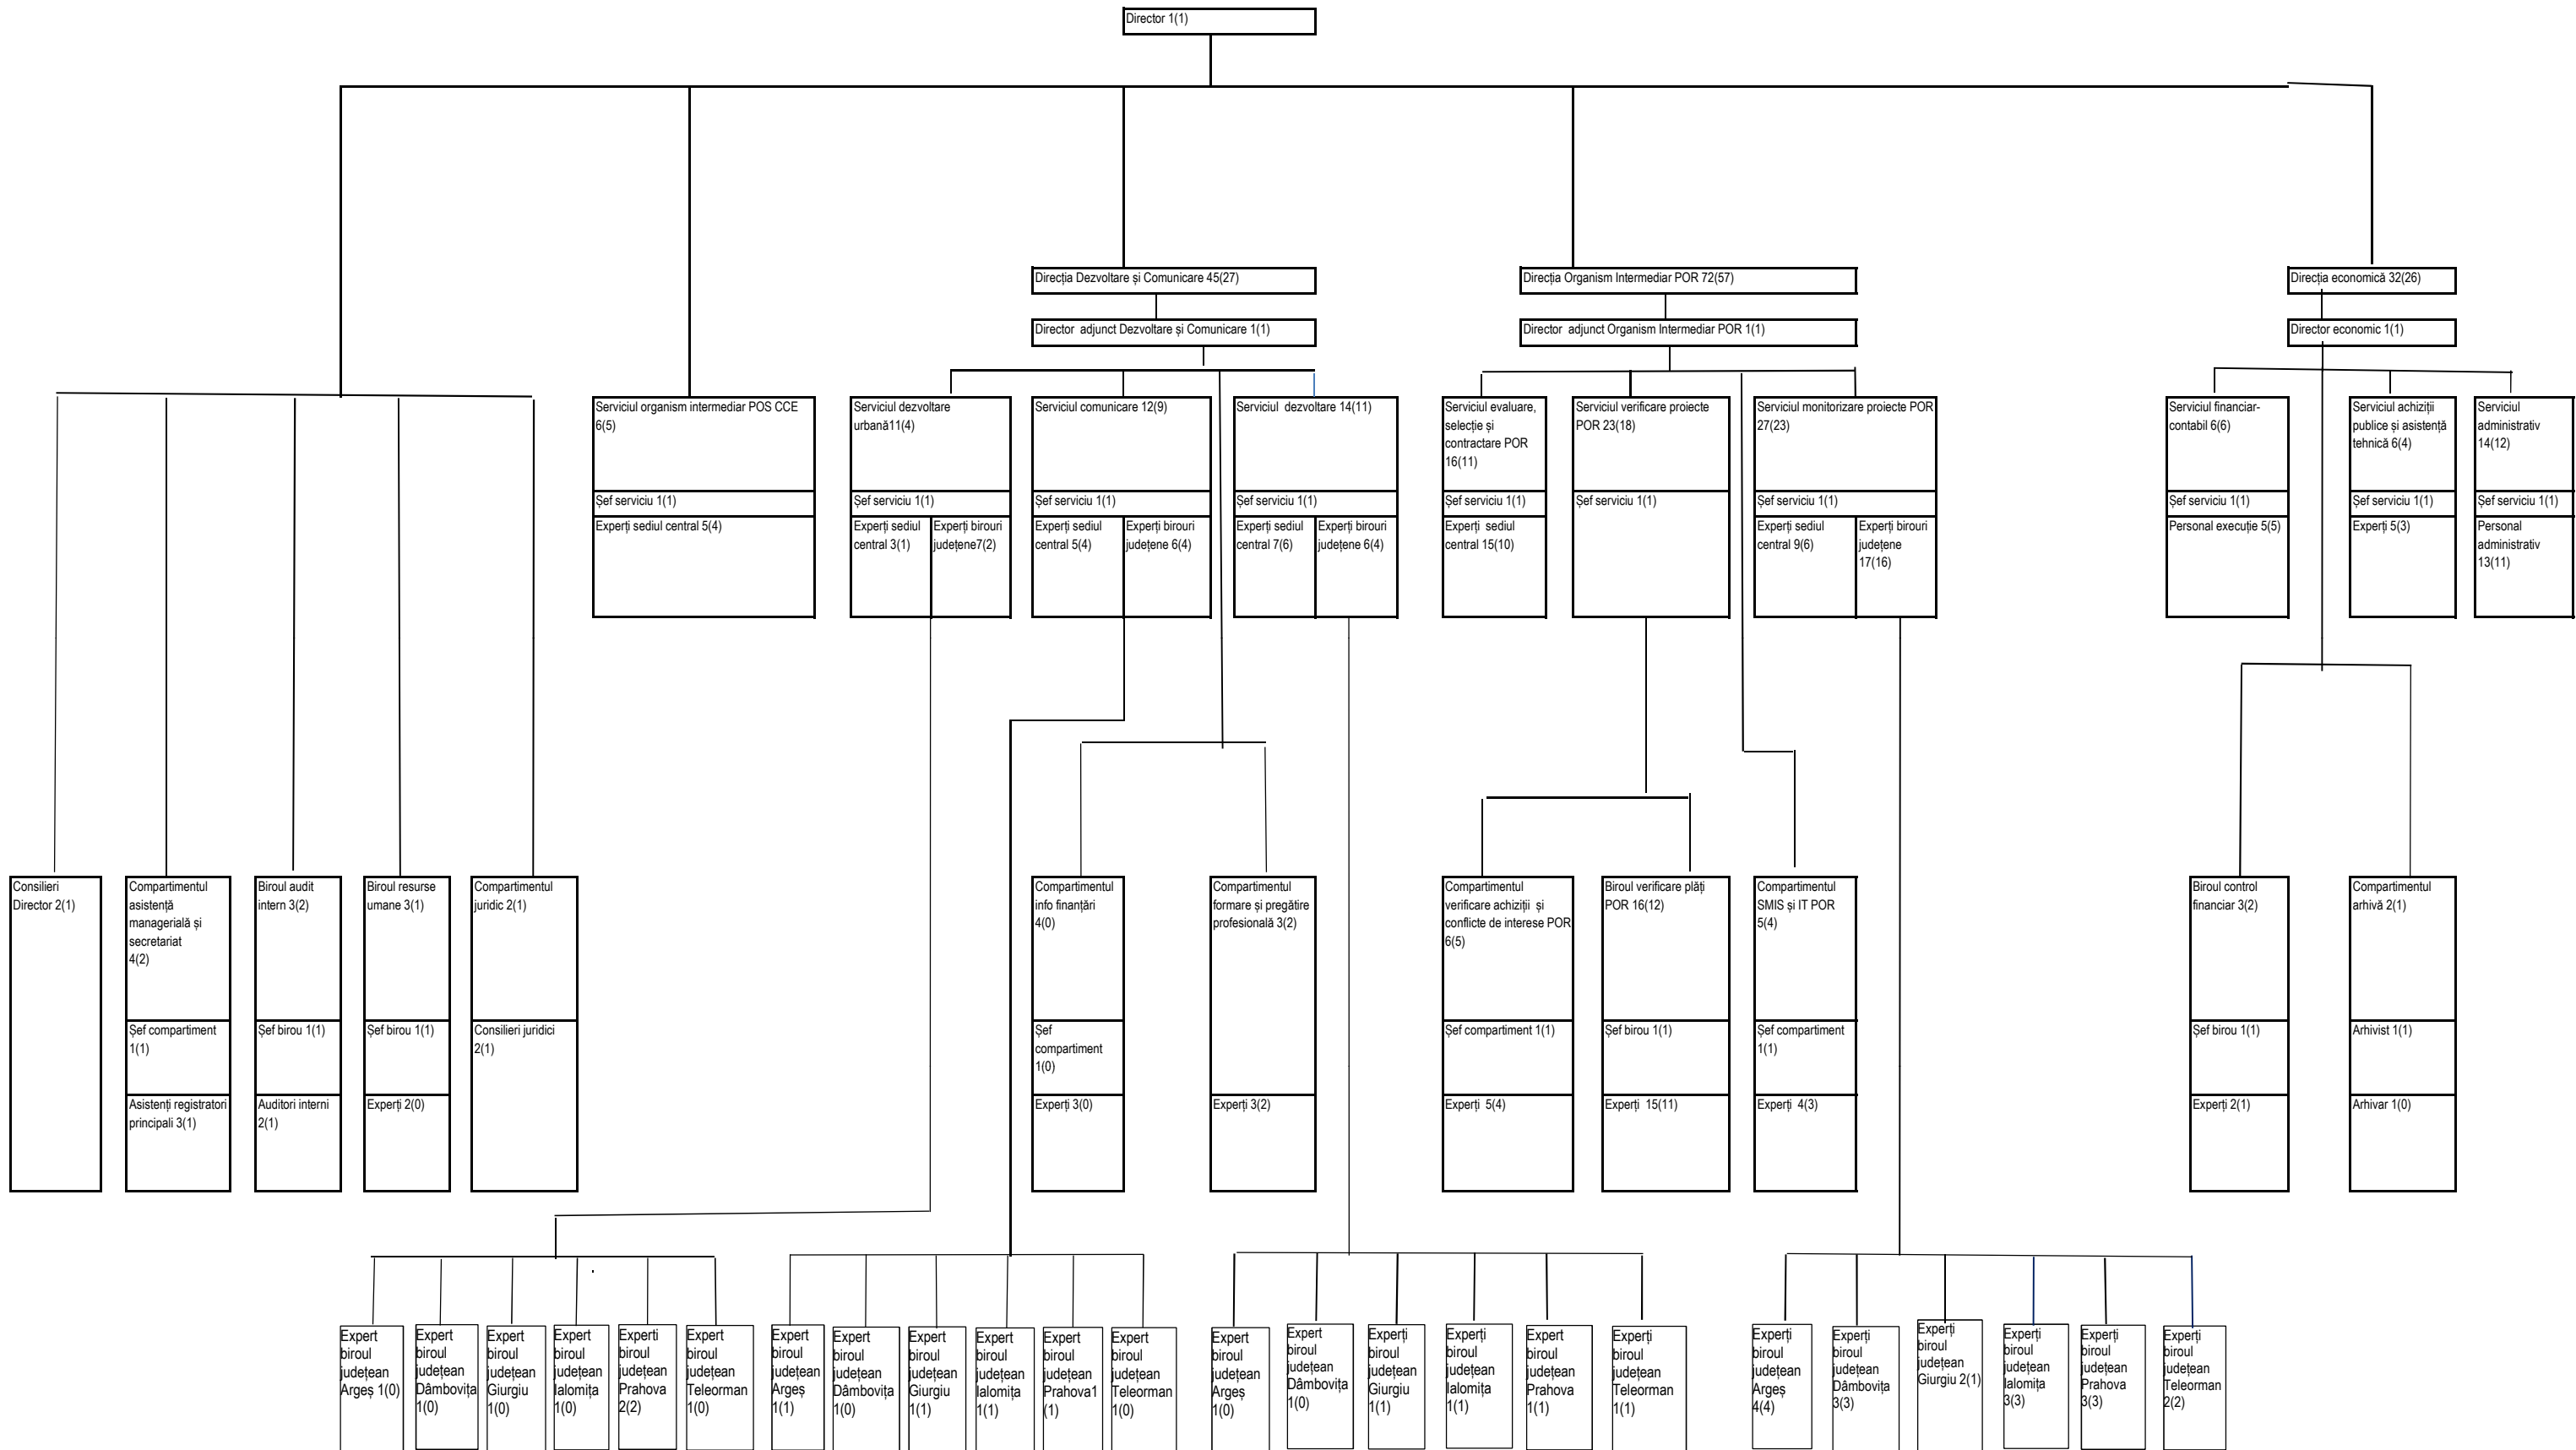 Director 1(1)
Direcția Dezvoltare și Comunicare 45(27)
Direcția Organism Intermediar POR 72(57)
Direcția economică 32(26)
Director  adjunct Dezvoltare și Comunicare 1(1)
Director  adjunct Organism Intermediar POR 1(1)
Director economic 1(1)
Serviciul organism intermediar POS CCE
6(5)
Șef serviciu 1(1)
Experți sediul central 5(4)
Serviciul dezvoltare
urbană11(4)
Șef serviciu 1(1)
Experți sediul
central 3(1)
Experți birouri
județene7(2)
Serviciul comunicare 12(9)
Șef serviciu 1(1)
Experți sediul
central 5(4)
Experți birouri
județene 6(4)
Serviciul  dezvoltare 14(11)
Șef serviciu 1(1)
Experți sediul
central 7(6)
Experți birouri
județene 6(4)
Serviciul evaluare,
selecție și
contractare POR
16(11)
Șef serviciu 1(1)
Experți  sediul
central 15(10)
Serviciul verificare proiecte
POR 23(18)
Șef serviciu 1(1)
Serviciul monitorizare proiecte POR
27(23)
Șef serviciu 1(1)
Experți sediul
central 9(6)
Experți birouri
județene
17(16)
Serviciul financiar-
contabil 6(6)
Șef serviciu 1(1)
Personal execuție 5(5)
Serviciul achiziții
publice și asistență
tehnică 6(4)
Șef serviciu 1(1)
Experți 5(3)
Serviciul
administrativ
14(12)
Șef serviciu 1(1)
Personal
administrativ
13(11)
Consilieri
Director 2(1)
Compartimentul
asistență
managerială și
secretariat
4(2)
Șef compartiment
1(1)
Asistenți registratori
principali 3(1)
Biroul audit
intern 3(2)
Șef birou 1(1)
Auditori interni
2(1)
Biroul resurse
umane 3(1)
Șef birou 1(1)
Experți 2(0)
Compartimentul
juridic 2(1)
Consilieri juridici
2(1)
Compartimentul
info finanțări
4(0)
Șef
compartiment
1(0)
Experți 3(0)
Compartimentul
formare și pregătire
profesională 3(2)
Experți 3(2)
Compartimentul
verificare achiziții  și
conflicte de interese POR
6(5)
Șef compartiment 1(1)
Experți  5(4)
Biroul verificare plăți
POR 16(12)
Șef birou 1(1)
Experți  15(11)
Compartimentul
SMIS și IT POR
5(4)
Șef compartiment
1(1)
Experți  4(3)
Biroul control
financiar 3(2)
Șef birou 1(1)
Experți 2(1)
Compartimentul
arhivă 2(1)
Arhivist 1(1)
Arhivar 1(0)
Expert
biroul
județean
Argeș 1(0)
Expert
biroul
județean
Dâmbovița
1(0)
Expert
biroul
județean
Giurgiu
1(0)
Expert
biroul
județean
Ialomița
1(0)
Experti
biroul
județean
Prahova
2(2)
Expert
biroul
județean
Teleorman
1(0)
Expert
biroul
județean
Argeș
1(1)
Expert
biroul
județean
Dâmbovița
1(0)
Expert
biroul
județean
Giurgiu
1(1)
Expert
biroul
județean
Ialomița
1(1)
Expert
biroul
județean
Prahova1
(1)
Expert
biroul
județean
Teleorman
1(0)
Expert
biroul
județean
Argeș
1(0)
Expert
biroul
județean
Dâmbovița
1(0)
Experți
biroul
județean
Giurgiu
1(1)
Experți
biroul
județean
Ialomița
1(1)
Expert
biroul
județean
Prahova
1(1)
Experți
biroul
județean
Teleorman
1(1)
Experți
biroul
județean
Argeș
4(4)
Experți
biroul
județean
Dâmbovița
3(3)
Experți
biroul
județean
Giurgiu 2(1)
Experți
biroul
județean
Ialomița
3(3)
Experți
biroul
județean
Prahova
3(3)
Experți
biroul
județean
Teleorman
2(2)